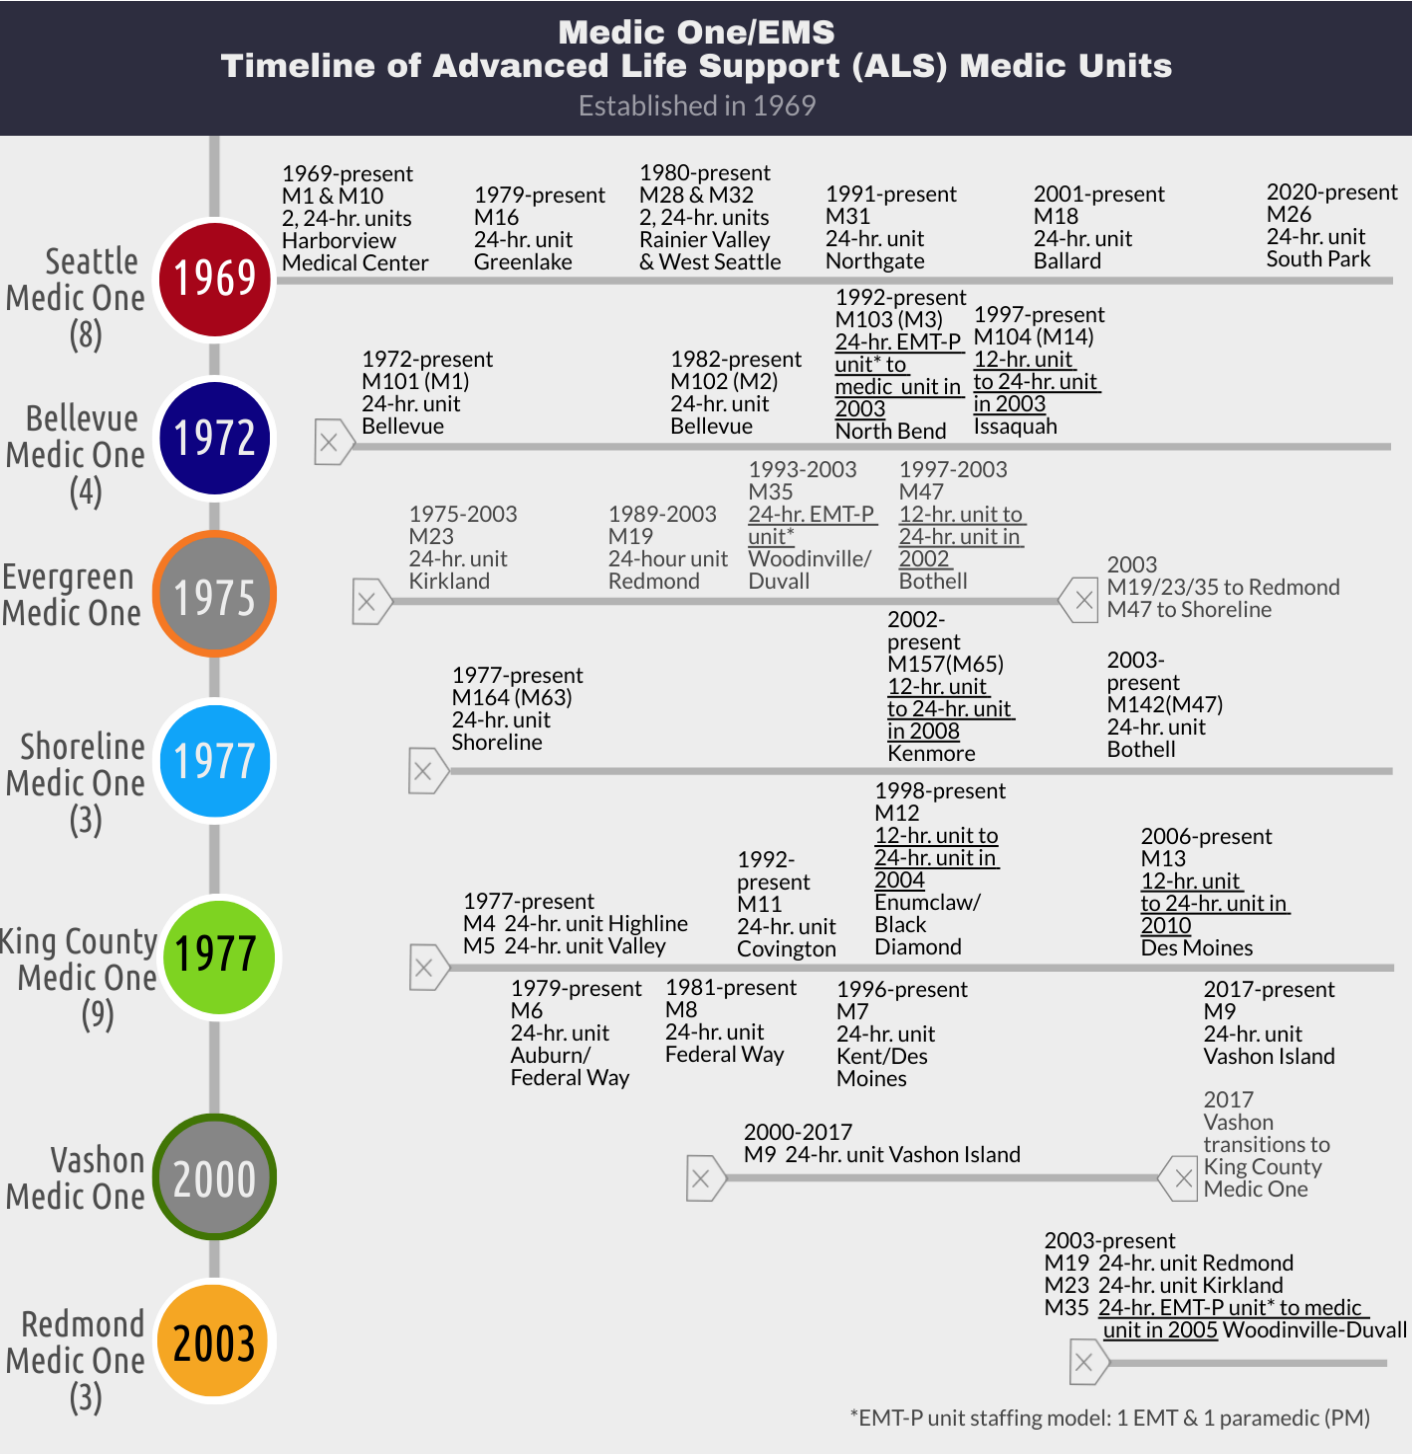 Medic One/EMS
Timeline of Advanced Life Support (ALS) Medic Units
Established in 1969
Seattle
Medic One
(8)
1969
1969-present
M1 & M10
2, 24-hr. units
Harborview
Medical Center
1979-present
M16
24-hr. unit
Greenlake
1980-present
M28 & M32
2, 24-hr. units
Rainier Valley
& West Seattle
1991-present
M31
24-hr. unit
Northgate
2001-present
M18
24-hr. unit
Ballard
2020-present
M26
24-hr. unit
South Park
Bellevue
Medic One
(4)
1972
1972-present
M101 (M1)
24-hr. unit
Bellevue
1982-present
M102 (M2)
24-hr. unit
Bellevue
1992-present
M103 (M3)
24-hr. EMT-P
unit* to
medic unit in
2003
North Bend
1997-present
M104 (M14)
12-hr. unit
to 24-hr. unit
in 2003
Issaquah
Evergreen
Medic One
1975
1975-2003
M23
24-hr. unit
Kirkland
1989-2003
M19
24-hour unit
Redmond
1993-2003
M35
24-hr. EMT-P
unit*
Woodinville/
Duvall
1997-2003
M47
12-hr. unit to
24-hr. unit in
2002
Bothell
2003
M19/23/35 to Redmond
M47 to Shoreline
Shoreline
Medic One
(3)
1977
1977-present
M164 (M63)
24-hr. unit
Shoreline
2002-
present
M157(M65)
12-hr. unit
to 24-hr. unit
in 2008
Kenmore
2003-
present
M142(M47)
24-hr. unit
Bothell
King County
Medic One
(9)
1977
1977-present
M4 24-hr. unit Highline
M5 24-hr. unit Valley
1992-
present
M11
24-hr. unit
Covington
1998-present
M12
12-hr. unit to
24-hr. unit in
2004
Enumclaw/
Black
Diamond
2006-present
M13
12-hr. unit
to 24-hr. unit in
2010
Des Moines
1979-present
M6
24-hr. unit
Auburn/
Federal Way
1981-present
M8
24-hr. unit
Federal Way
1996-present
M7
24-hr. unit
Kent/Des
Moines
2017-present
M9
24-hr. unit
Vashon Island
Vashon
Medic One
2000
2000-2017
M9 24-hr. unit Vashon Island
2017
Vashon
transitions to
King County
Medic One
Redmond
Medic One
(3)
2003
2003-present
M19 24-hr. unit Redmond
M23 24-hr. unit Kirkland
M35 24-hr. EMT-P unit* to medic
unit in 2005 Woodinville-Duvall
*EMT-P unit staffing model: 1 EMT & 1 paramedic (PM)